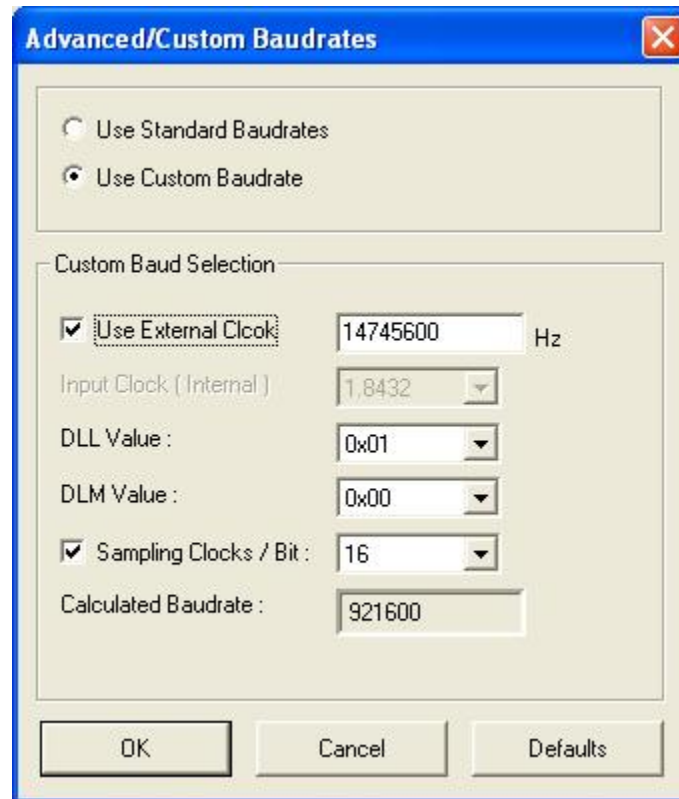 Advanced/Custom Baudrates
Use Standard Baudrates
Use Custom Baudrate
Custom Baud Selection
Use External Clcok 14745600 Hz
Input Clock ( Internal ) 1.8432
DLL Value : 0x01
DLM Value : 0x00
Sampling Clocks / Bit : 16
Calculated Baudrate : 921600
OK Cancel Defaults